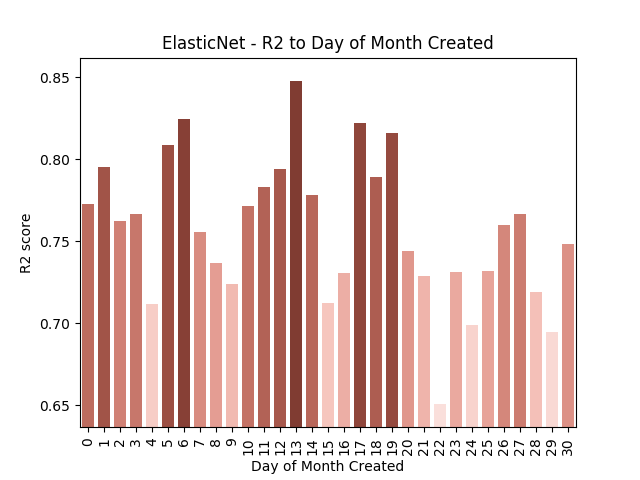 ElasticNet - R2 to Day of Month Created
0.85
0.80
0.75
0.70
0.65
R2 score
0 1 2 3 4 5 6 7 8 9 10 11 12 13 14 15 16 17 18 19 20 21 22 23 24 25 26 27 28 29 30
Day of Month Created